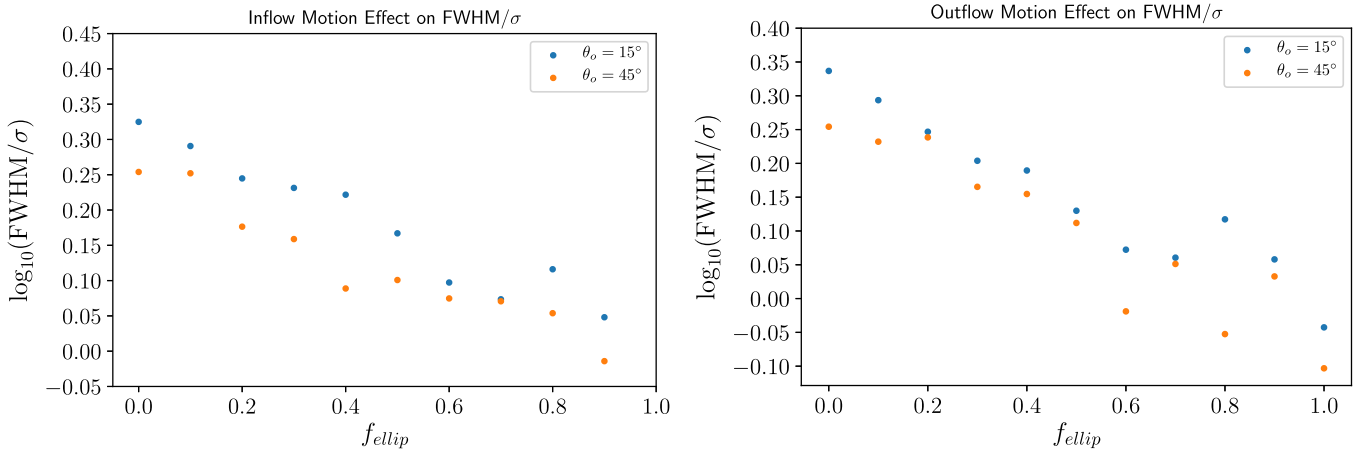 Inflow Motion Effect on FWHM/σ
0.45
0.40
0.35
0.30
0.25
0.20
0.15
0.10
0.05
0.00
−0.05
log₁₀(FWHM/σ)
θₒ = 15°
θₒ = 45°
0.0 0.2 0.4 0.6 0.8 1.0
f_ellip
Outflow Motion Effect on FWHM/σ
0.40
0.35
0.30
0.25
0.20
0.15
0.10
0.05
0.00
−0.05
−0.10
log₁₀(FWHM/σ)
θₒ = 15°
θₒ = 45°
0.0 0.2 0.4 0.6 0.8 1.0
f_ellip